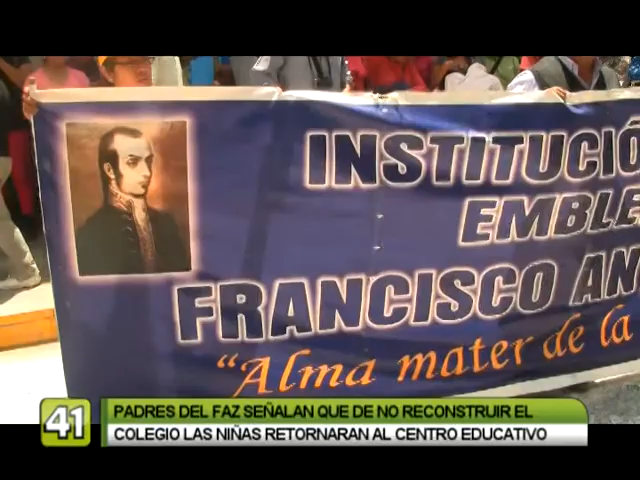 INSTITUCIÓ
EMBLE
FRANCISCO AN
“Alma mater de la
41
PADRES DEL FAZ SEÑALAN QUE DE NO RECONSTRUIR EL
COLEGIO LAS NIÑAS RETORNARAN AL CENTRO EDUCATIVO